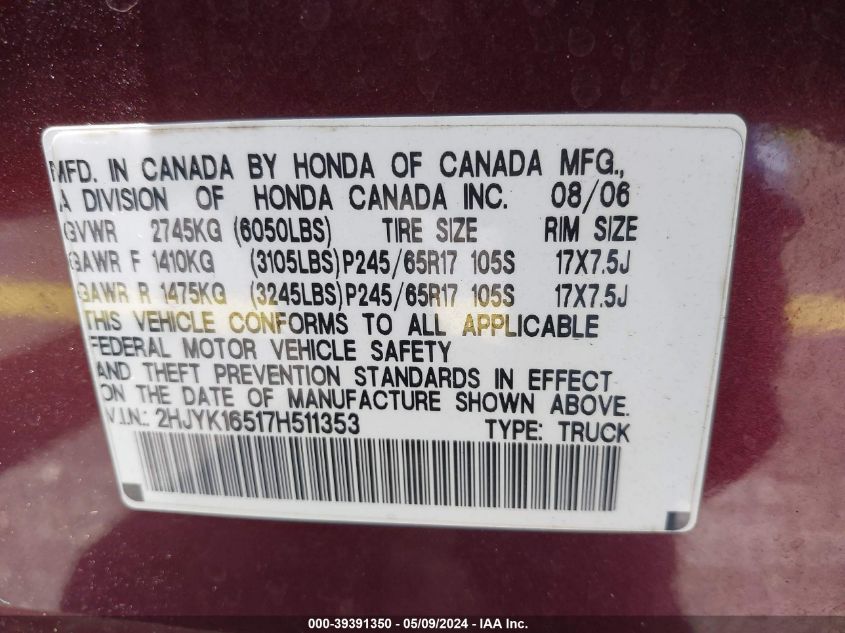 MFD. IN CANADA BY HONDA OF CANADA MFG.,
A DIVISION OF HONDA CANADA INC. 08/06
GVWR 2745KG (6050LBS) TIRE SIZE RIM SIZE
GAWR F 1410KG (3105LBS) P245/65R17 105S 17X7.5J
GAWR R 1475KG (3245LBS) P245/65R17 105S 17X7.5J
THIS VEHICLE CONFORMS TO ALL APPLICABLE
FEDERAL MOTOR VEHICLE SAFETY
AND THEFT PREVENTION STANDARDS IN EFFECT
ON THE DATE OF MANUFACTURE SHOWN ABOVE.
V.I.N.: 2HJYK16517H511353 TYPE: TRUCK
000-39391350 - 05/09/2024 - IAA Inc.